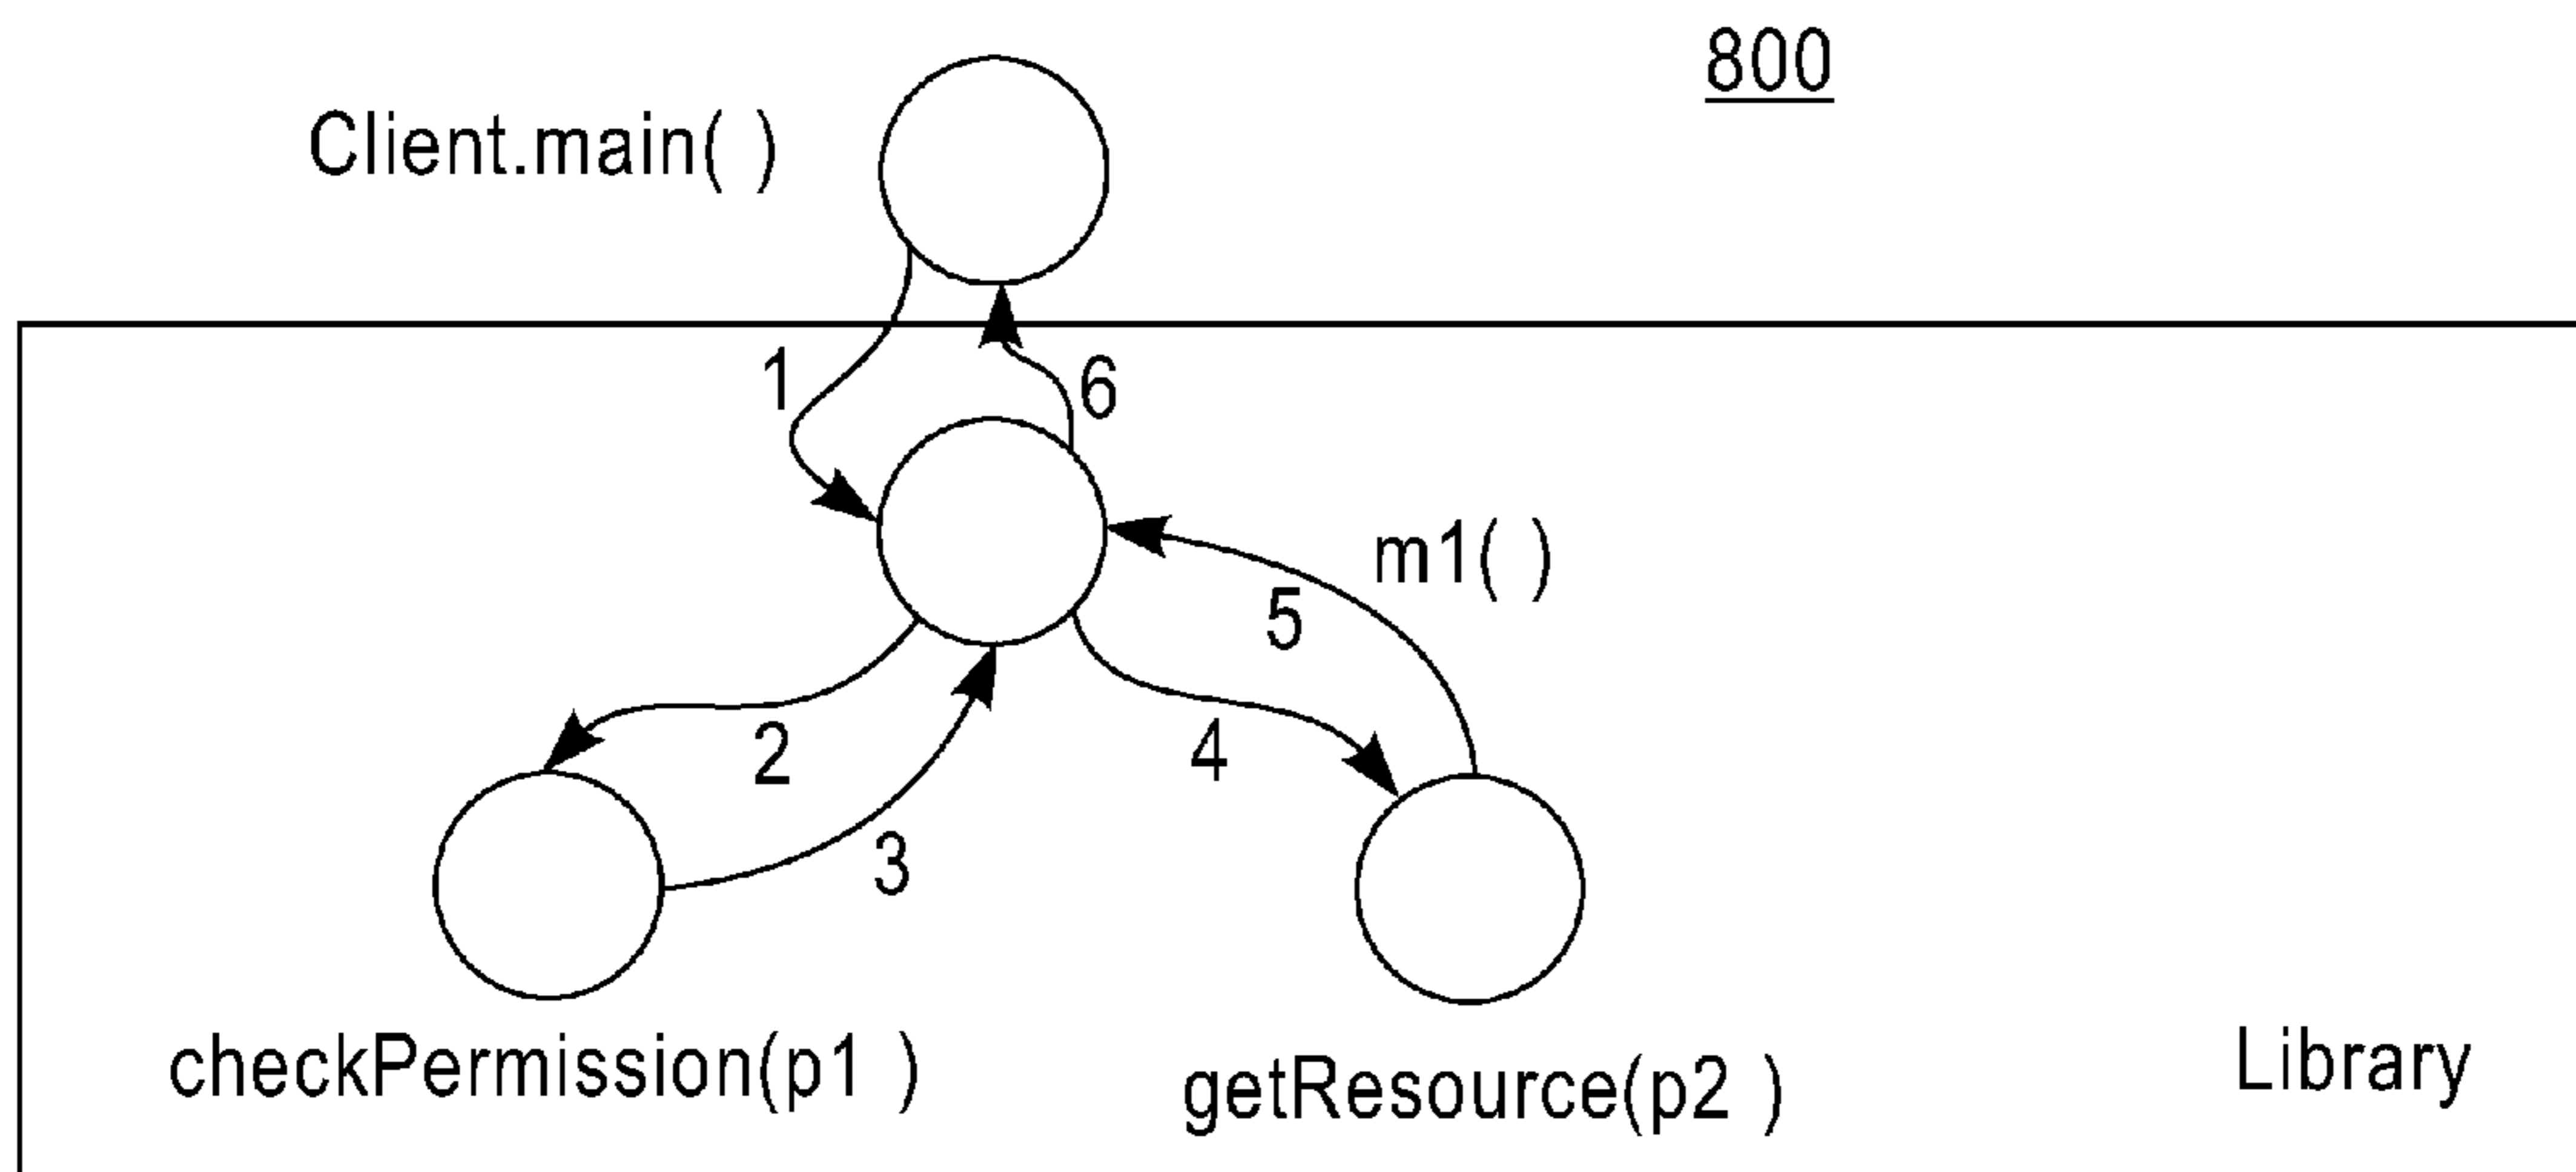 800
Client.main( )
1
6
m1( )
5
2
4
3
checkPermission(p1 )
getResource(p2 )
Library